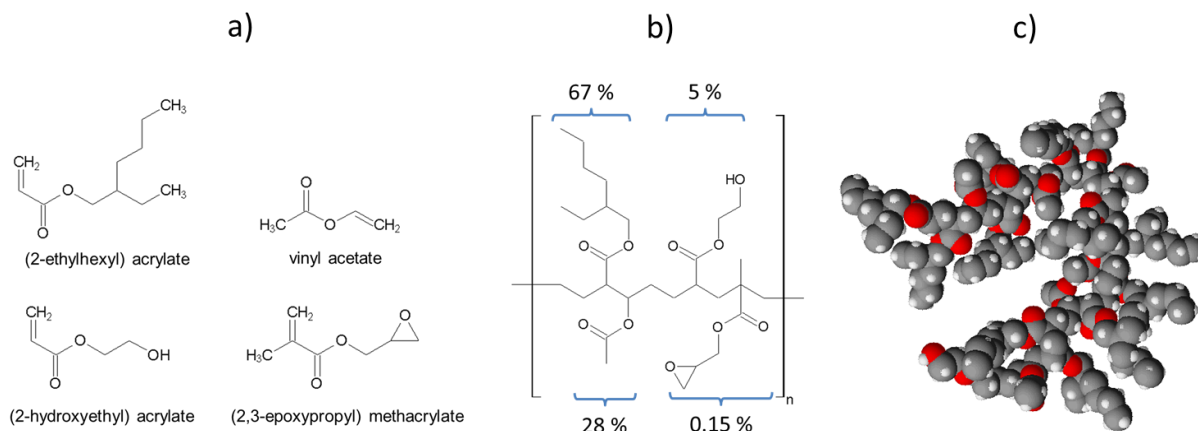 a)
b)
c)
CH₃
CH₂
O
O
CH₃
(2-ethylhexyl) acrylate
O
H₃C
O
CH₂
vinyl acetate
CH₂
O
OH
O
(2-hydroxyethyl) acrylate
CH₂
H₃C
O
O
O
(2,3-epoxypropyl) methacrylate
67 %
5 %
HO
O
O
O
O
O
O
O
O
O
n
28 %
0.15 %